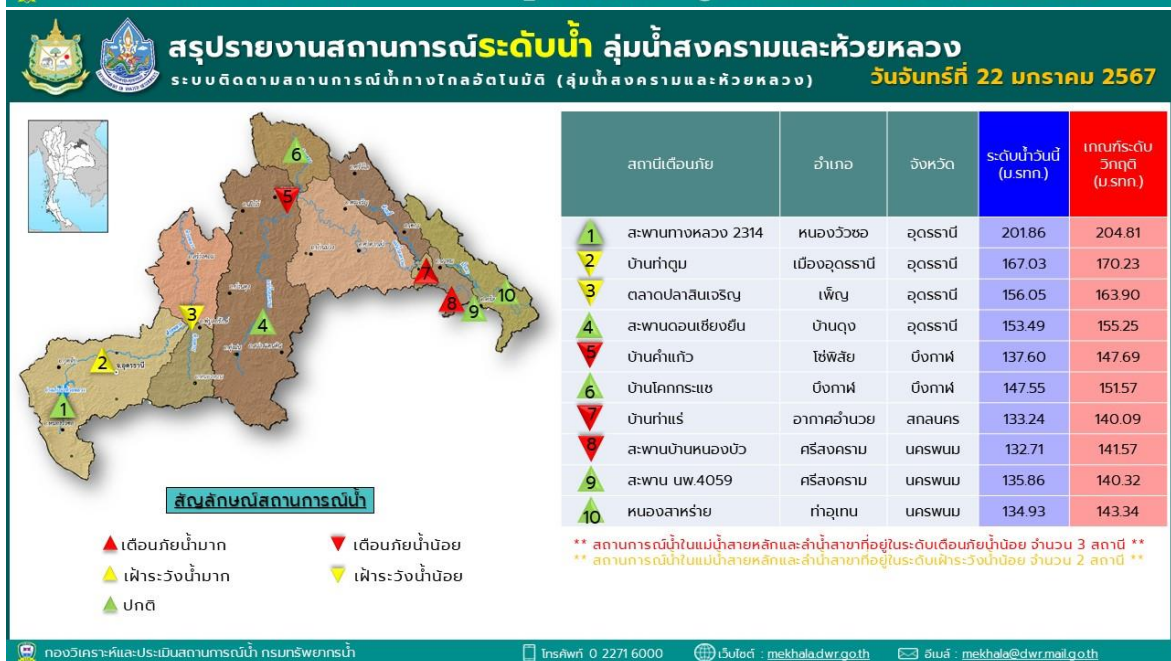 สรุปรายงานสถานการณ์ระดับน้ำ ลุ่มน้ำสงครามและห้วยหลวง
ระบบติดตามสถานการณ์น้ำทางไกลอัตโนมัติ (ลุ่มน้ำสงครามและห้วยหลวง) วันจันทร์ที่ 22 มกราคม 2567
สถานีเตือนภัย อำเภอ จังหวัด ระดับน้ำวันนี้ (ม.รทก.) เกณฑ์ระดับวิกฤติ (ม.รทก.)
1 สะพานทางหลวง 2314 หนองวัวซอ อุดรธานี 201.86 204.81
2 บ้านท่าตูม เมืองอุดรธานี อุดรธานี 167.03 170.23
3 ตลาดปลาสินเจริญ เพ็ญ อุดรธานี 156.05 163.90
4 สะพานดอนเชียงยืน บ้านดุง อุดรธานี 153.49 155.25
5 บ้านคำแก้ว โซ่พิสัย บึงกาฬ 137.60 147.69
6 บ้านโคกกระแซ บึงกาฬ บึงกาฬ 147.55 151.57
7 บ้านท่าแร่ อากาศอำนวย สกลนคร 133.24 140.09
8 สะพานบ้านหนองบัว ศรีสงคราม นครพนม 132.71 141.57
9 สะพาน นพ.4059 ศรีสงคราม นครพนม 135.86 140.32
10 หนองสาหร่าย ท่าอุเทน นครพนม 134.93 143.34
** สถานการณ์น้ำในแม่น้ำสายหลักและลำน้ำสาขาที่อยู่ในระดับเตือนภัยน้ำน้อย จำนวน 3 สถานี **
** สถานการณ์น้ำในแม่น้ำสายหลักและลำน้ำสาขาที่อยู่ในระดับเฝ้าระวังน้ำน้อย จำนวน 2 สถานี **
6
5
7
8
9
10
3
4
2
1
สัญลักษณ์สถานการณ์น้ำ
เตือนภัยน้ำมาก เตือนภัยน้ำน้อย
เฝ้าระวังน้ำมาก เฝ้าระวังน้ำน้อย
ปกติ
กองวิเคราะห์และประเมินสถานการณ์น้ำ กรมทรัพยากรน้ำ โทรศัพท์ 0 2271 6000 เว็บไซต์ : mekhala.dwr.go.th อีเมล์ : mekhala@dwr.mail.go.th